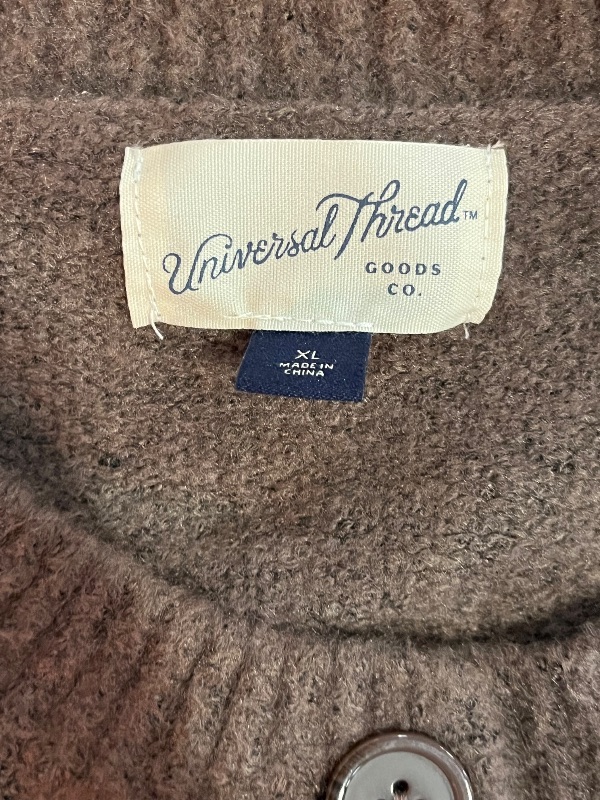 Universal Thread™
GOODS
CO.
XL
MADE IN
CHINA